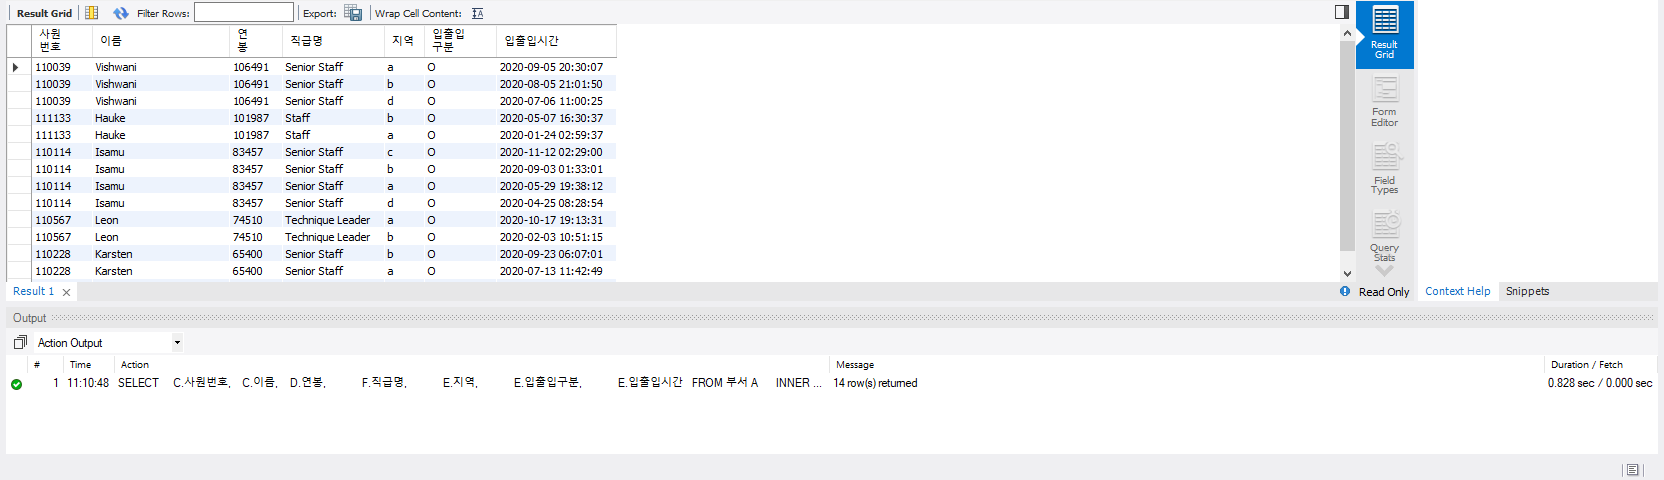 Result Grid Filter Rows: Export: Wrap Cell Content:
사원번호 이름 연봉 직급명 지역 입출입구분 입출입시간
110039 Vishwani 106491 Senior Staff a O 2020-09-05 20:30:07
110039 Vishwani 106491 Senior Staff b O 2020-08-05 21:01:50
110039 Vishwani 106491 Senior Staff d O 2020-07-06 11:00:25
111133 Hauke 101987 Staff b O 2020-05-07 16:30:37
111133 Hauke 101987 Staff a O 2020-01-24 02:59:37
110114 Isamu 83457 Senior Staff c O 2020-11-12 02:29:00
110114 Isamu 83457 Senior Staff b O 2020-09-03 01:33:01
110114 Isamu 83457 Senior Staff a O 2020-05-29 19:38:12
110114 Isamu 83457 Senior Staff d O 2020-04-25 08:28:54
110567 Leon 74510 Technique Leader a O 2020-10-17 19:13:31
110567 Leon 74510 Technique Leader b O 2020-02-03 10:51:15
110228 Karsten 65400 Senior Staff b O 2020-09-23 06:07:01
110228 Karsten 65400 Senior Staff a O 2020-07-13 11:42:49
Result
Grid
Form
Editor
Field
Types
Query
Stats
Result 1 Read Only Context Help Snippets
Output
Action Output
# Time Action Message Duration / Fetch
1 11:10:48 SELECT C.사원번호, C.이름, D.연봉, F.직급명, E.지역, E.입출입구분, E.입출입시간 FROM 부서 A INNER ... 14 row(s) returned 0.828 sec / 0.000 sec